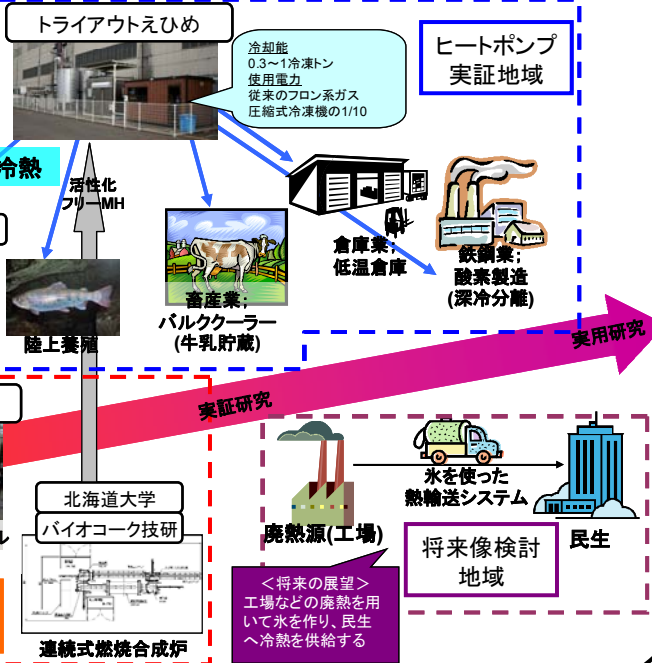 トライアウトえひめ
冷却能
0.3～1冷凍トン
使用電力
従来のフロン系ガス
圧縮式冷凍機の1/10
ヒートポンプ
実証地域
冷熱
活性化
フリーMH
倉庫業；
低温倉庫
鉄鋼業；
酸素製造
(深冷分離)
畜産業；
バルククーラー
(牛乳貯蔵)
陸上養殖
実用研究
実証研究
北海道大学
バイオコーク技研
ル
連続式燃焼合成炉
氷を使った
熱輸送システム
廃熱源(工場)
民生
将来像検討
地域
＜将来の展望＞
工場などの廃熱を用
いて氷を作り、民生
へ冷熱を供給する